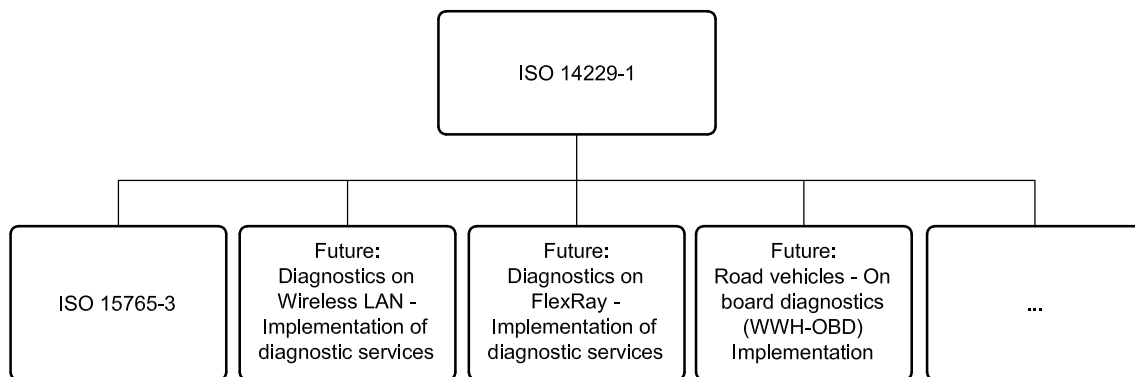 ISO 14229-1
ISO 15765-3
Future:
Diagnostics on
Wireless LAN -
Implementation of
diagnostic services
Future:
Diagnostics on
FlexRay -
Implementation of
diagnostic services
Future:
Road vehicles - On
board diagnostics
(WWH-OBD)
Implementation
...